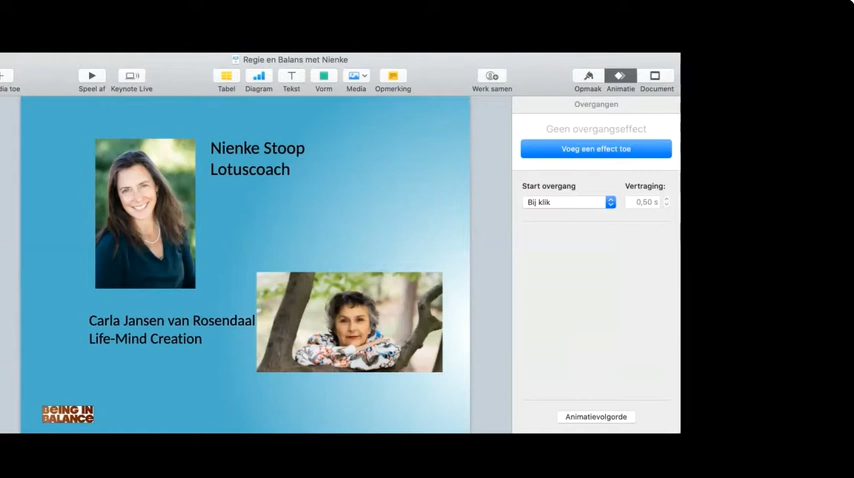 Regie en Balans met Nienke
dia toe
Speel af
Keynote Live
Tabel
Diagram
Tekst
Vorm
Media
Opmerking
Werk samen
Opmaak
Animatie
Document
Overgangen
Geen overgangseffect
Voeg een effect toe
Start overgang
Vertraging:
Bij klik
0,50 s
Nienke Stoop
Lotuscoach
Carla Jansen van Rosendaal
Life-Mind Creation
BEING IN
BALANCE
Animatievolgorde